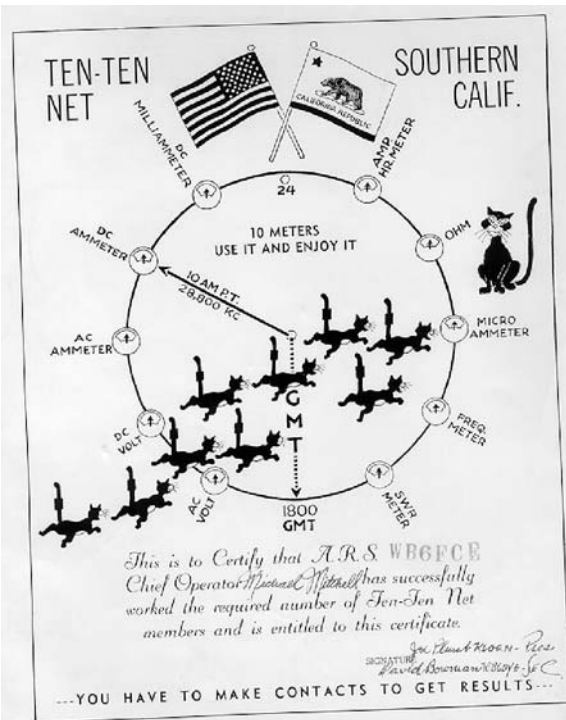 TEN-TEN
NET
SOUTHERN
CALIF.
CALIFORNIA REPUBLIC
DC
MILLIAMMETER
AMP
HR. METER
24
10 METERS
USE IT AND ENJOY IT
DC
AMMETER
OHM
10 AM P.T.
28,800 KC
AC
AMMETER
MICRO
AMMETER
GMT
DC
VOLT
FREQ.
METER
AC
VOLT
SWR
METER
1800
GMT
This is to Certify that A.R.S. WB6FCE
Chief Operator Michael Mitchell has successfully
worked the required number of Ten-Ten Net
members and is entitled to this certificate.
SIGNATURE
David Bowman
---YOU HAVE TO MAKE CONTACTS TO GET RESULTS---